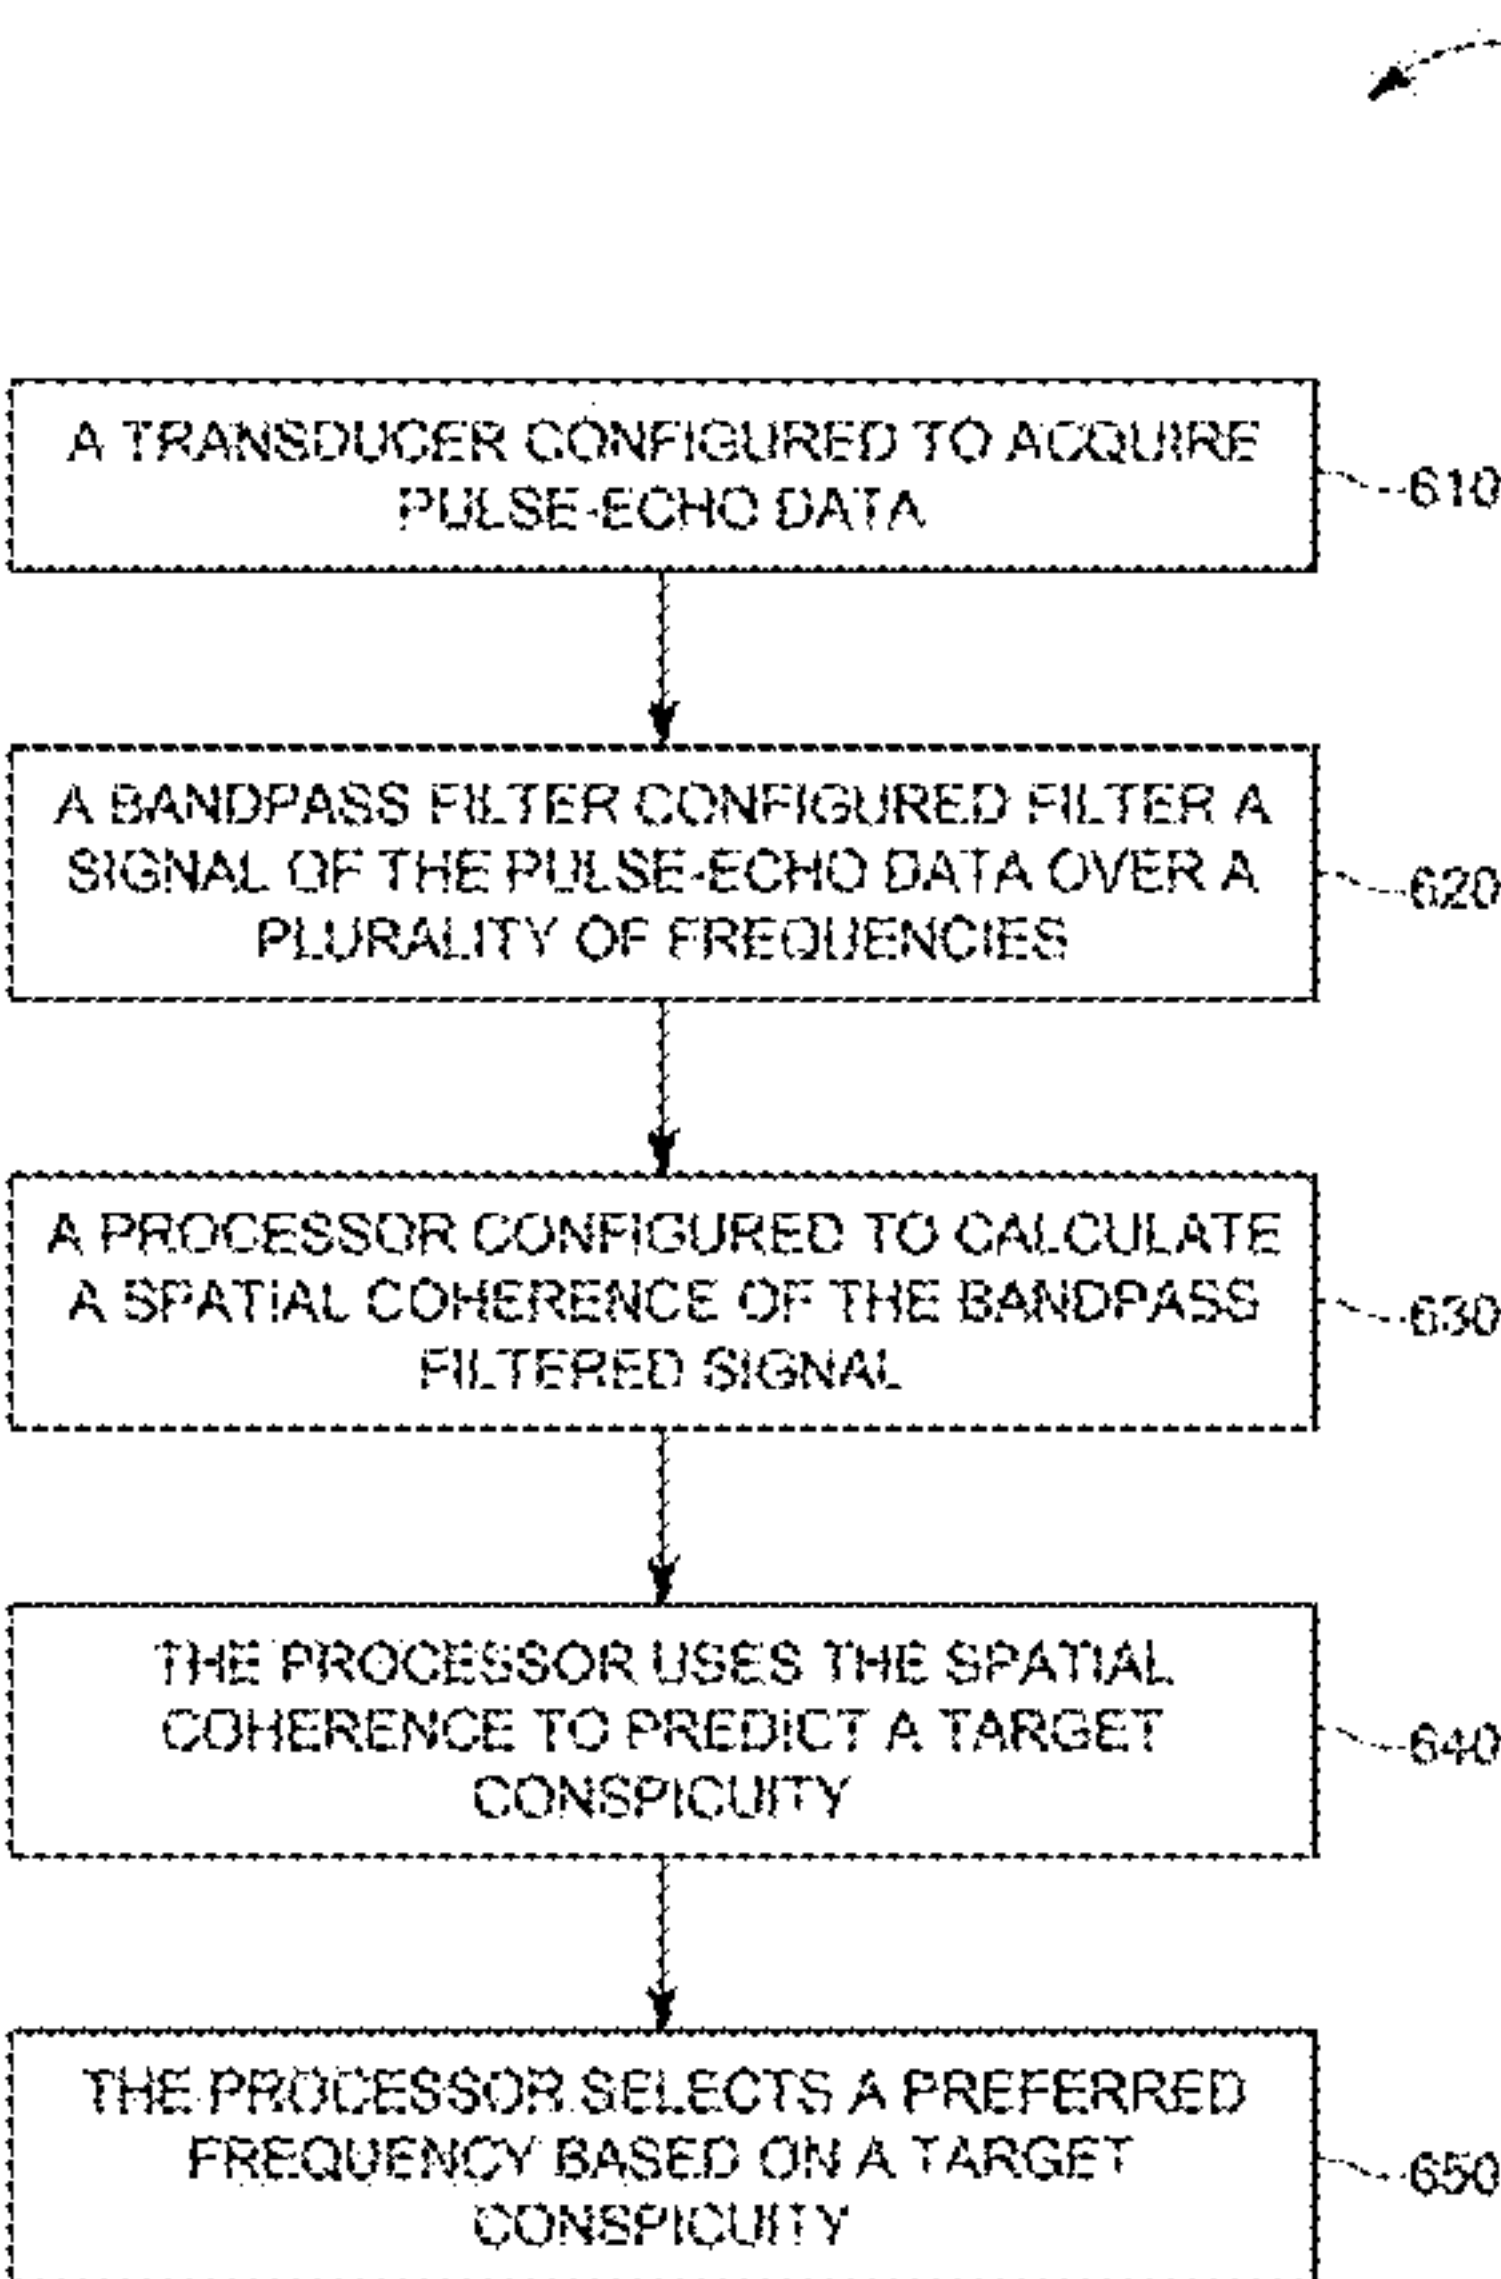 A TRANSDUCER CONFIGURED TO ACQUIRE
PULSE-ECHO DATA
610
A BANDPASS FILTER CONFIGURED FILTER A
SIGNAL OF THE PULSE-ECHO DATA OVER A
PLURALITY OF FREQUENCIES
620
A PROCESSOR CONFIGURED TO CALCULATE
A SPATIAL COHERENCE OF THE BANDPASS
FILTERED SIGNAL
630
THE PROCESSOR USES THE SPATIAL
COHERENCE TO PREDICT A TARGET
CONSPICUITY
640
THE PROCESSOR SELECTS A PREFERRED
FREQUENCY BASED ON A TARGET
CONSPICUITY
650